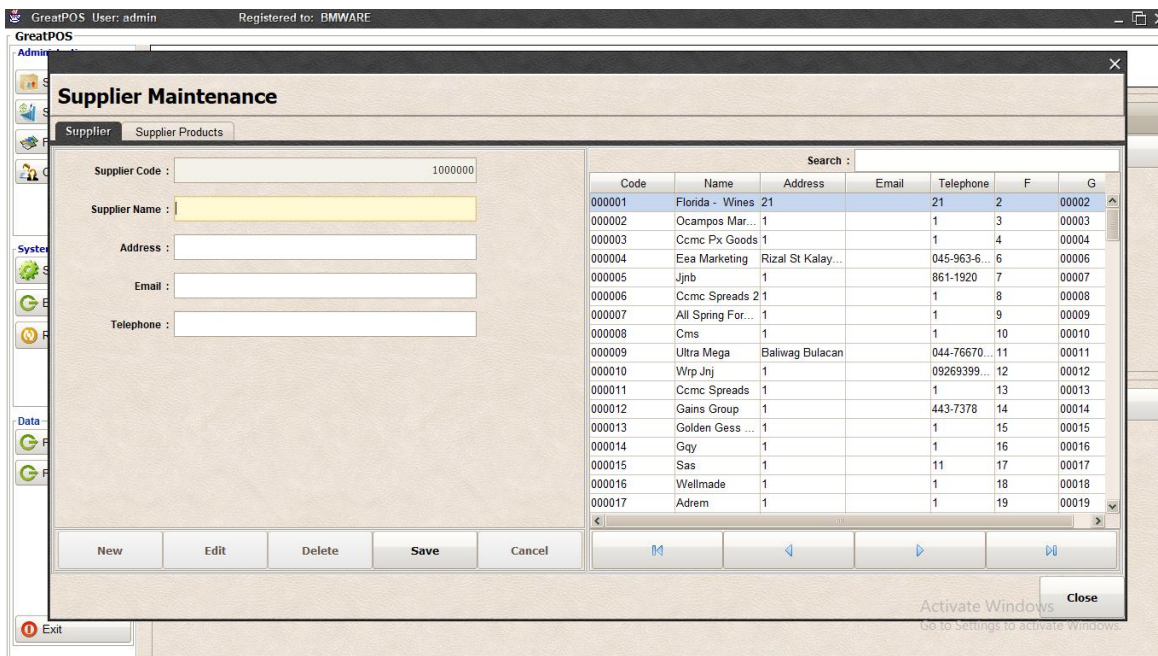 GreatPOS User: admin Registered to: BMWARE
GreatPOS
Supplier Maintenance
Supplier Supplier Products
Supplier Code : 1000000
Supplier Name :
Address :
Email :
Telephone :
Search :
Code Name Address Email Telephone F G
000001 Florida - Wines 21 21 2 00002
000002 Ocampos Mar... 1 1 3 00003
000003 Ccmc Px Goods 1 1 4 00004
000004 Eea Marketing Rizal St Kalay... 045-963-6... 6 00006
000005 Jjnb 1 861-1920 7 00007
000006 Ccmc Spreads 2 1 1 8 00008
000007 All Spring For... 1 1 9 00009
000008 Cms 1 1 10 00010
000009 Ultra Mega Baliwag Bulacan 044-76670... 11 00011
000010 Wrp Jnj 1 09269399... 12 00012
000011 Ccmc Spreads 1 1 13 00013
000012 Gains Group 1 443-7378 14 00014
000013 Golden Gess ... 1 1 15 00015
000014 Gqy 1 1 16 00016
000015 Sas 1 11 17 00017
000016 Wellmade 1 1 18 00018
000017 Adrem 1 1 19 00019
New Edit Delete Save Cancel
Close
Data
Exit
Activate Windows
Go to Settings to activate Windows.